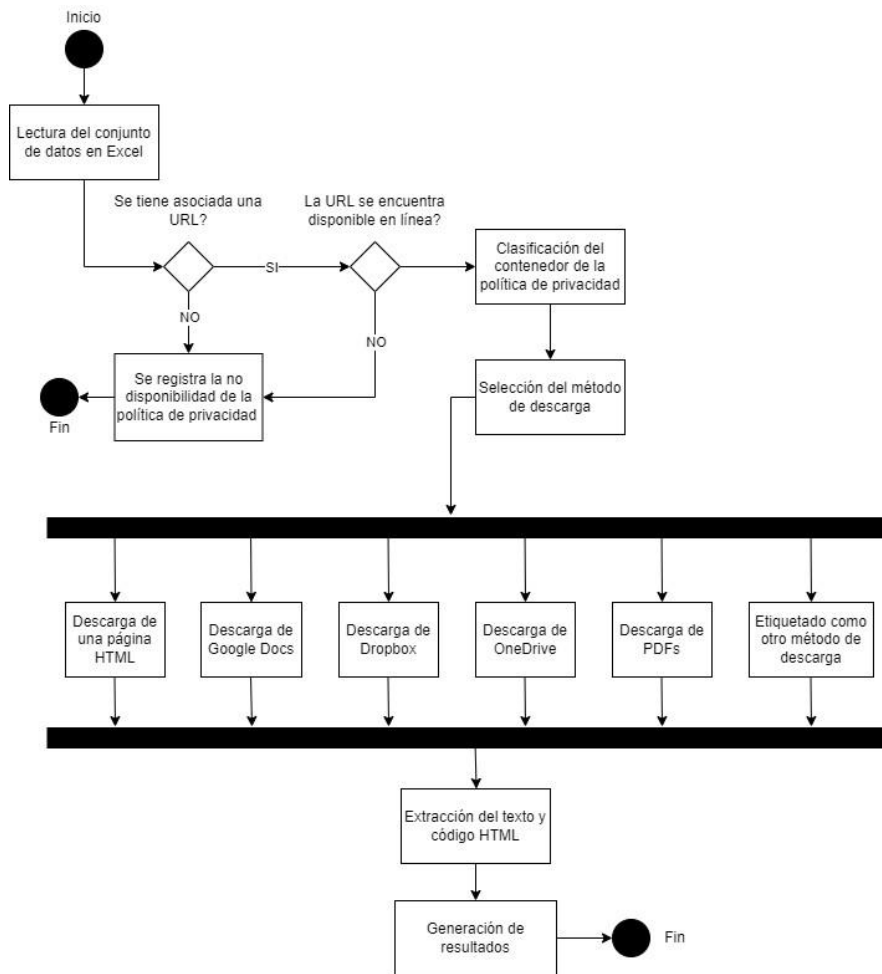 Inicio
Lectura del conjunto
de datos en Excel
Se tiene asociada una
URL?
La URL se encuentra
disponible en línea?
SI
NO
NO
Clasificación del
contenedor de la
política de privacidad
Se registra la no
disponibilidad de la
política de privacidad
Fin
Selección del método
de descarga
Descarga de
una página
HTML
Descarga de
Google Docs
Descarga de
Dropbox
Descarga de
OneDrive
Descarga de
PDFs
Etiquetado como
otro método de
descarga
Extracción del texto y
código HTML
Generación de
resultados
Fin